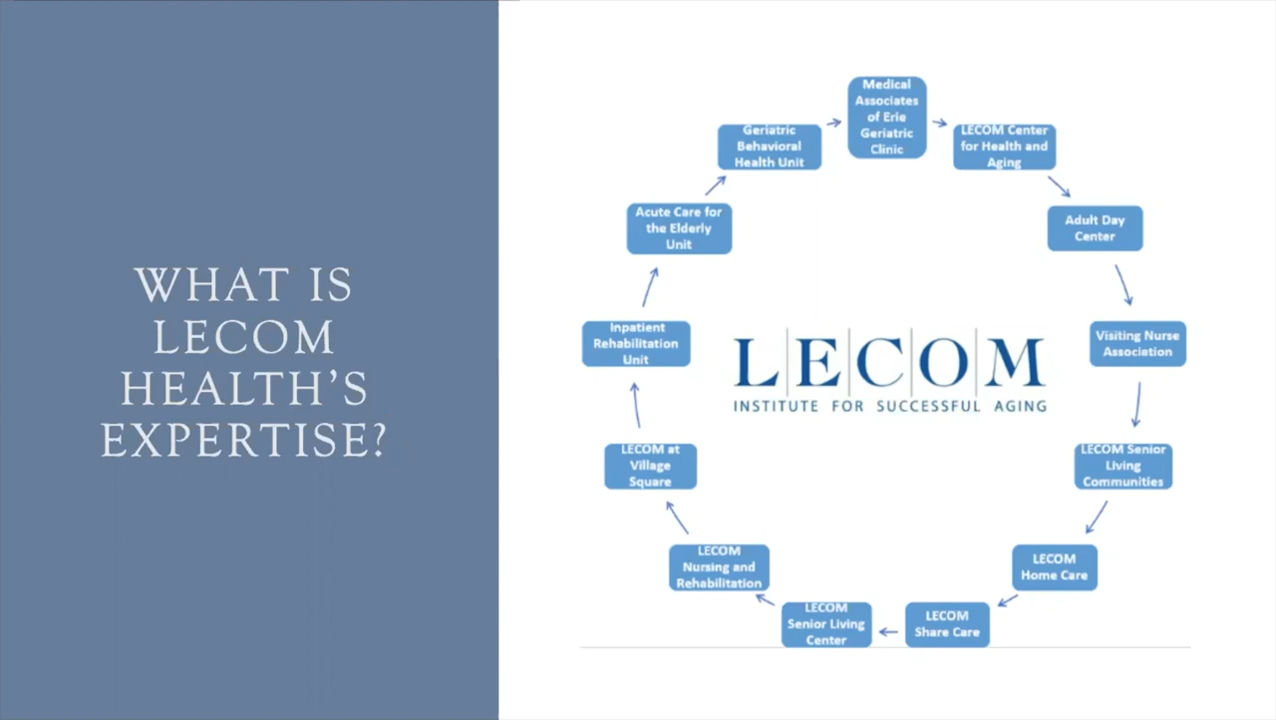 WHAT IS
LECOM
HEALTH'S
EXPERTISE?
Medical
Associates
of Erie
Geriatric
Clinic
LECOM Center
for Health and
Aging
Adult Day
Center
Visiting Nurse
Association
LECOM Senior
Living
Communities
LECOM
Home Care
LECOM
Share Care
LECOM
Senior Living
Center
LECOM
Nursing and
Rehabilitation
LECOM at
Village
Square
Inpatient
Rehabilitation
Unit
Acute Care for
the Elderly
Unit
Geriatric
Behavioral
Health Unit
LECOM
INSTITUTE FOR SUCCESSFUL AGING